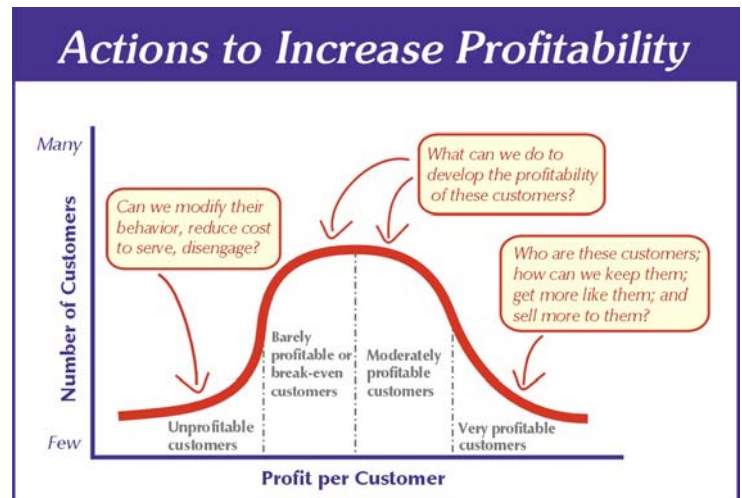 Actions to Increase Profitability
Many
What can we do to
develop the profitability
of these customers?
Can we modify their
behavior, reduce cost
to serve, disengage?
Who are these customers;
how can we keep them;
get more like them; and
sell more to them?
Number of Customers
Barely
profitable or
break-even
customers
Moderately
profitable
customers
Unprofitable
customers
Very profitable
customers
Few
Profit per Customer